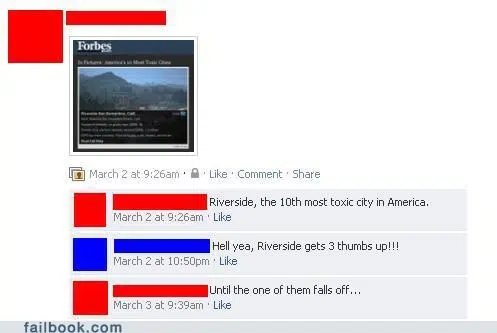 Forbes
In Pictures: America's 10 Most Toxic Cities
Riverside-San Bernardino, Calif.
March 2 at 9:26am · Like · Comment · Share
Riverside, the 10th most toxic city in America.
March 2 at 9:26am · Like
Hell yea, Riverside gets 3 thumbs up!!!
March 2 at 10:50pm · Like
Until the one of them falls off...
March 3 at 9:39am · Like
failbook.com